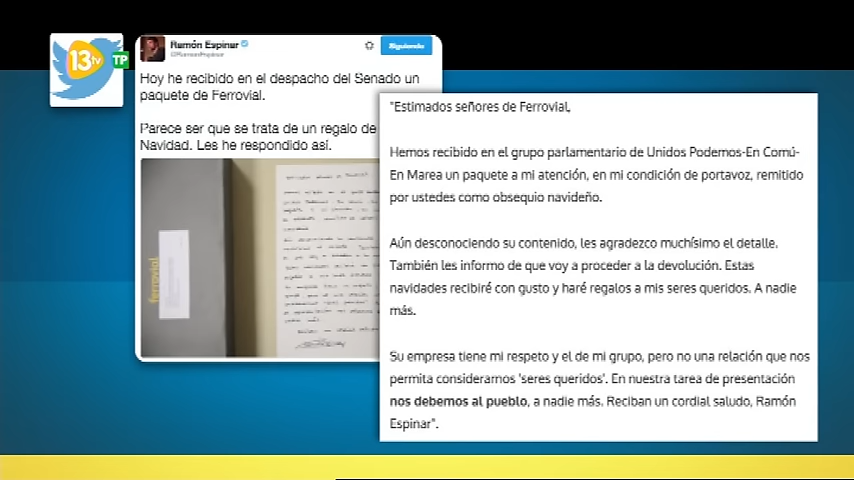 13tv
TP
Ramón Espinar
@RamonEspinar
Siguiendo
Hoy he recibido en el despacho del Senado un
paquete de Ferrovial.
Parece ser que se trata de un regalo de
Navidad. Les he respondido así.
ferrovial
"Estimados señores de Ferrovial,
Hemos recibido en el grupo parlamentario de Unidos Podemos-En Comú-
En Marea un paquete a mi atención, en mi condición de portavoz, remitido
por ustedes como obsequio navideño.
Aún desconociendo su contenido, les agradezco muchísimo el detalle.
También les informo de que voy a proceder a la devolución. Estas
navidades recibiré con gusto y haré regalos a mis seres queridos. A nadie
más.
Su empresa tiene mi respeto y el de mi grupo, pero no una relación que nos
permita considerarnos 'seres queridos'. En nuestra tarea de presentación
nos debemos al pueblo, a nadie más. Reciban un cordial saludo, Ramón
Espinar".